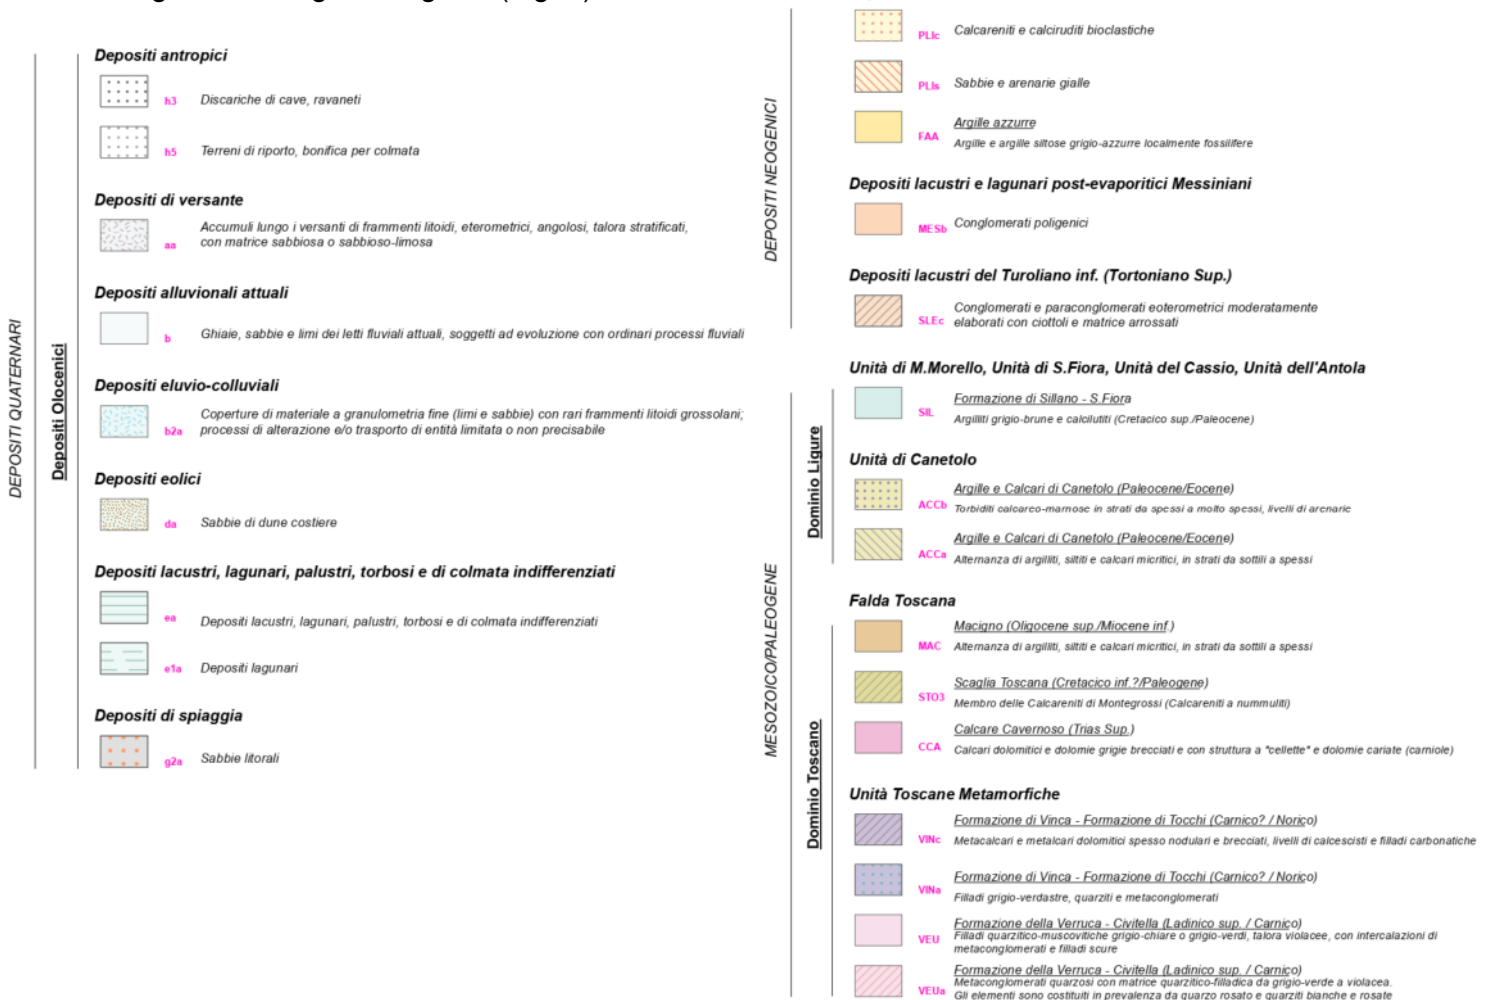 DEPOSITI QUATERNARI
Depositi Olocenici
Depositi antropici
h3 Discariche di cave, ravaneti
h5 Terreni di riporto, bonifica per colmata
Depositi di versante
aa Accumuli lungo i versanti di frammenti litoidi, eterometrici, angolosi, talora stratificati,
con matrice sabbiosa o sabbioso-limosa
Depositi alluvionali attuali
b Ghiaie, sabbie e limi dei letti fluviali attuali, soggetti ad evoluzione con ordinari processi fluviali
Depositi eluvio-colluviali
b2a Coperture di materiale a granulometria fine (limi e sabbie) con rari frammenti litoidi grossolani;
processi di alterazione e/o trasporto di entità limitata o non precisabile
Depositi eolici
da Sabbie di dune costiere
Depositi lacustri, lagunari, palustri, torbosi e di colmata indifferenziati
ea Depositi lacustri, lagunari, palustri, torbosi e di colmata indifferenziati
e1a Depositi lagunari
Depositi di spiaggia
g2a Sabbie litorali
DEPOSITI NEOGENICI
PLIc Calcareniti e calciruditi bioclastiche
PLIs Sabbie e arenarie gialle
FAA Argille azzurre
Argille e argille siltose grigio-azzurre localmente fossilifere
Depositi lacustri e lagunari post-evaporitici Messiniani
MESb Conglomerati poligenici
Depositi lacustri del Turoliano inf. (Tortoniano Sup.)
SLEc Conglomerati e paraconglomerati eoterometrici moderatamente
elaborati con ciottoli e matrice arrossati
MESOZOICO/PALEOGENE
Dominio Ligure
Unità di M.Morello, Unità di S.Fiora, Unità del Cassio, Unità dell'Antola
SIL Formazione di Sillano - S.Fiora
Argilliti grigio-brune e calcilutiti (Cretacico sup./Paleocene)
Unità di Canetolo
ACCb Argille e Calcari di Canetolo (Paleocene/Eocene)
Torbiditi calcareo-marnose in strati da spessi a molto spessi, livelli di arenarie
ACCa Argille e Calcari di Canetolo (Paleocene/Eocene)
Alternanza di argilliti, siltiti e calcari micritici, in strati da sottili a spessi
Dominio Toscano
Falda Toscana
MAC Macigno (Oligocene sup./Miocene inf.)
Alternanza di argilliti, siltiti e calcari micritici, in strati da sottili a spessi
STO3 Scaglia Toscana (Cretacico inf.?/Paleogene)
Membro delle Calcareniti di Montegrossi (Calcareniti a nummuliti)
CCA Calcare Cavernoso (Trias Sup.)
Calcari dolomitici e dolomie grigie brecciati e con struttura a "cellette" e dolomie cariate (carniole)
Unità Toscane Metamorfiche
VINc Formazione di Vinca - Formazione di Tocchi (Carnico? / Norico)
Metacalcari e metalcari dolomitici spesso nodulari e brecciati, livelli di calcescisti e filladi carbonatiche
VINa Formazione di Vinca - Formazione di Tocchi (Carnico? / Norico)
Filladi grigio-verdastre, quarziti e metaconglomerati
VEU Formazione della Verruca - Civitella (Ladinico sup. / Carnico)
Filladi quarzitico-muscovitiche grigio-chiare o grigio-verdi, talora violacee, con intercalazioni di
metaconglomerati e filladi scure
VEUa Formazione della Verruca - Civitella (Ladinico sup. / Carnico)
Metaconglomerati quarzosi con matrice quarzitico-filladica da grigio-verde a violacea.
Gli elementi sono costituiti in prevalenza da quarzo rosato e quarziti bianche e rosate